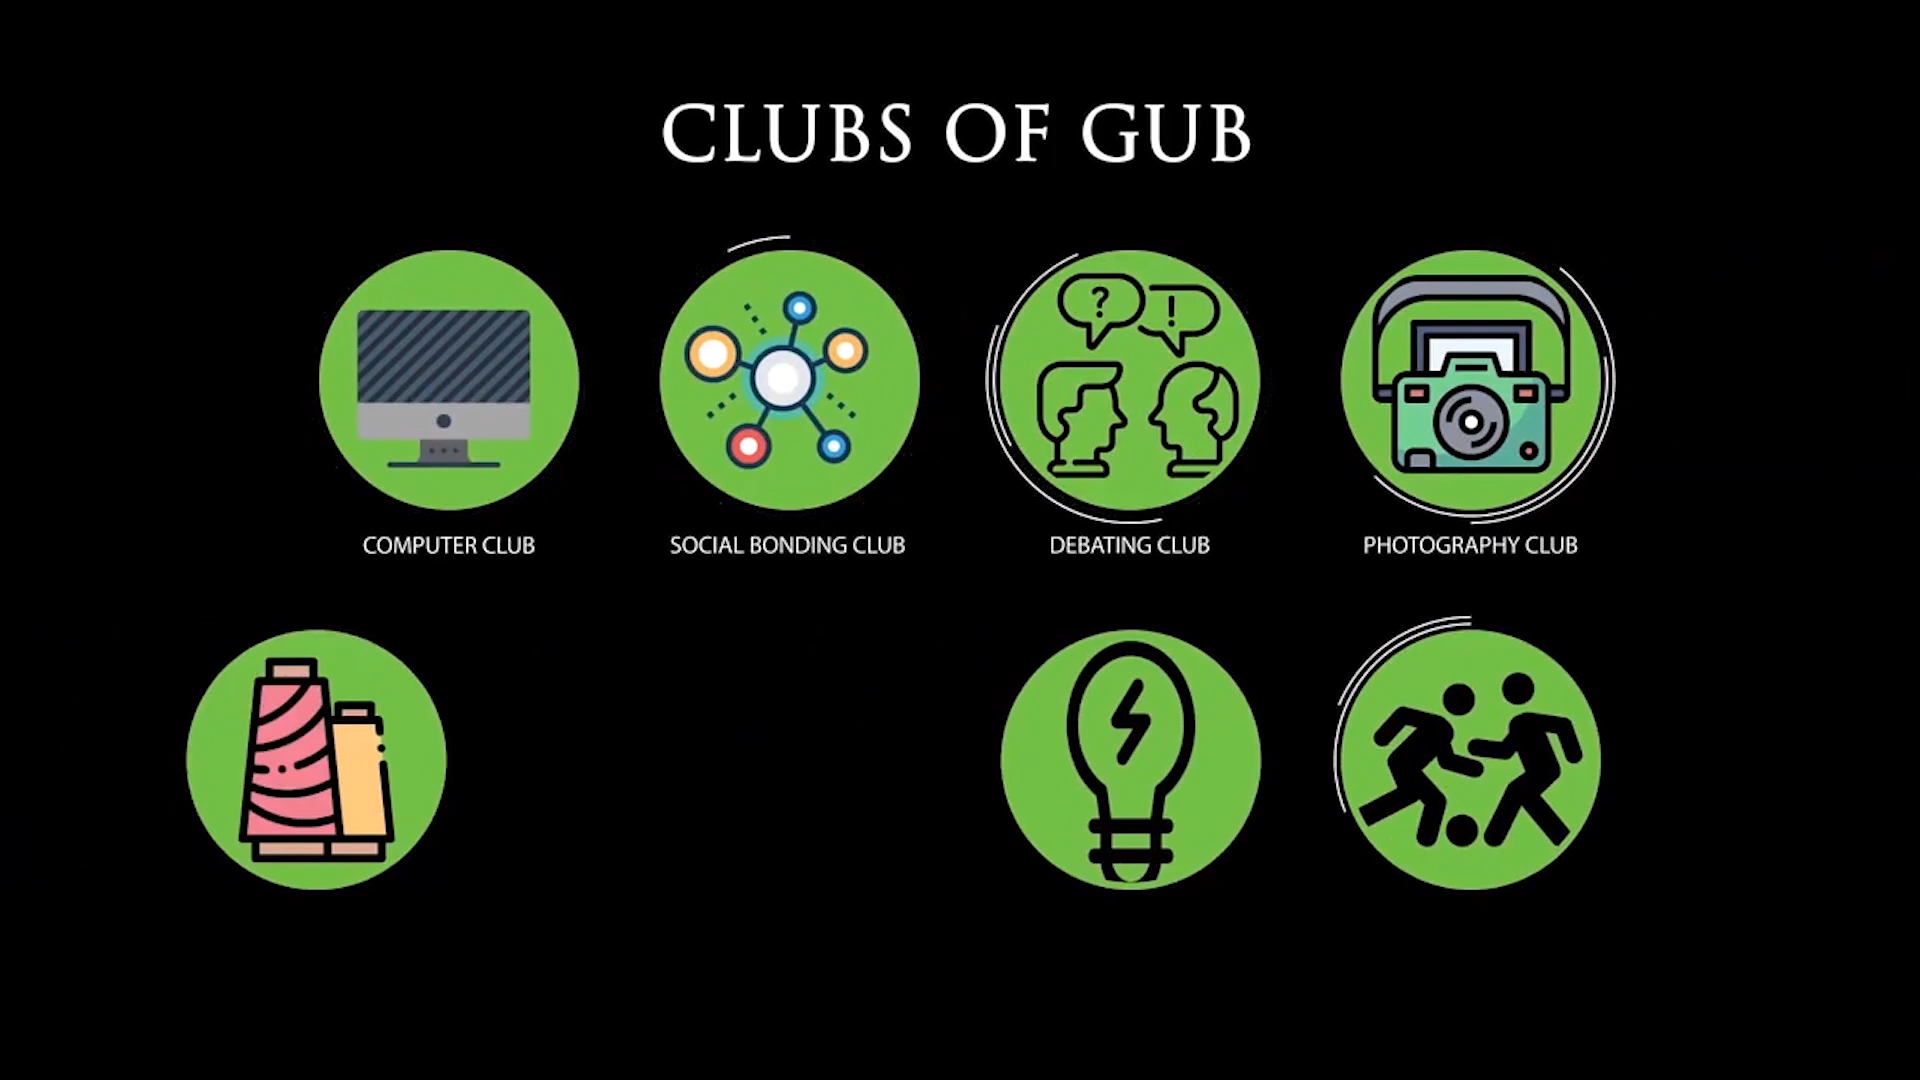 CLUBS OF GUB
? !
COMPUTER CLUB
SOCIAL BONDING CLUB
DEBATING CLUB
PHOTOGRAPHY CLUB